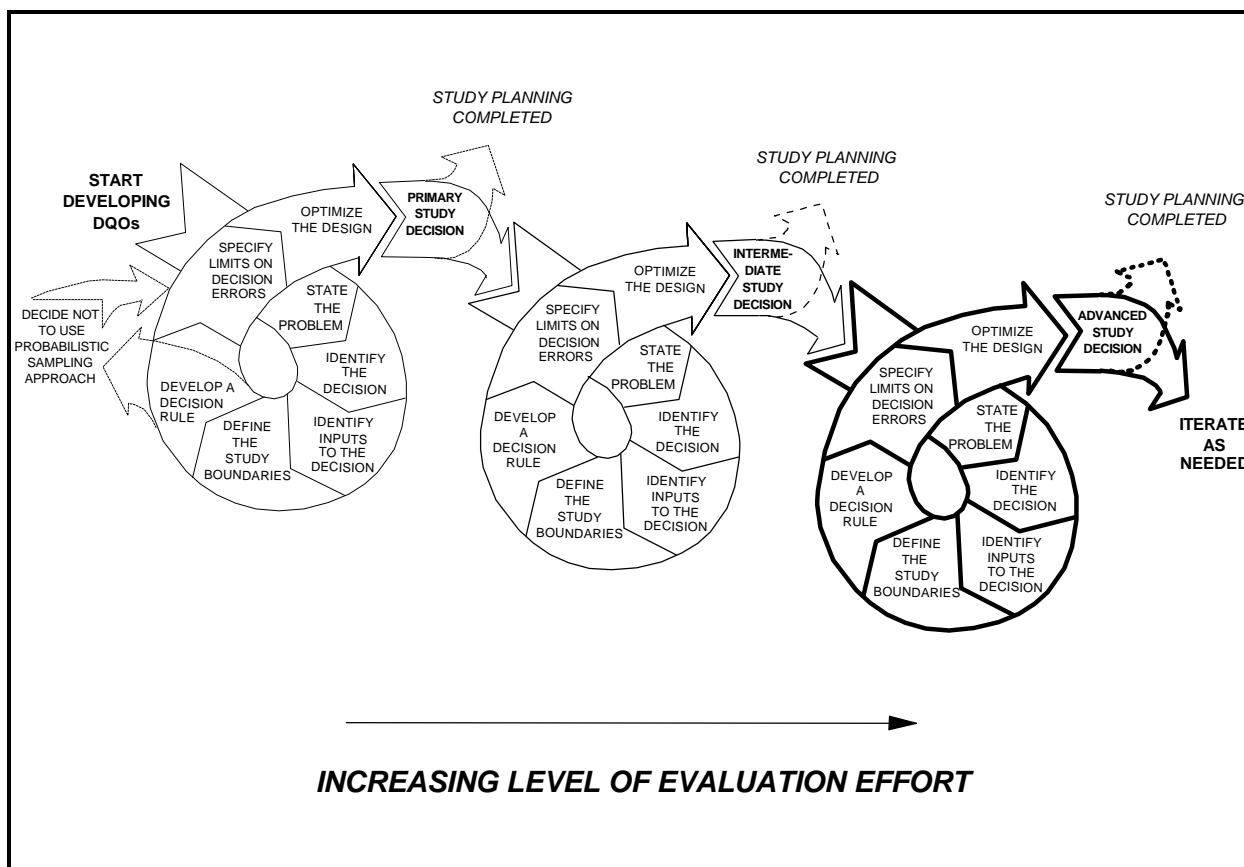 STUDY PLANNING
COMPLETED
START
DEVELOPING
DQOs
OPTIMIZE
THE DESIGN
PRIMARY
STUDY
DECISION
SPECIFY
LIMITS ON
DECISION
ERRORS
STATE
THE
PROBLEM
IDENTIFY
THE
DECISION
IDENTIFY
INPUTS
TO THE
DECISION
DEFINE
THE
STUDY
BOUNDARIES
DEVELOP A
DECISION
RULE
DECIDE NOT
TO USE
PROBABILISTIC
SAMPLING
APPROACH
STUDY PLANNING
COMPLETED
OPTIMIZE
THE DESIGN
INTERME-
DIATE
STUDY
DECISION
SPECIFY
LIMITS ON
DECISION
ERRORS
STATE
THE
PROBLEM
IDENTIFY
THE
DECISION
IDENTIFY
INPUTS
TO THE
DECISION
DEFINE
THE
STUDY
BOUNDARIES
DEVELOP
A
DECISION
RULE
STUDY PLANNING
COMPLETED
OPTIMIZE
THE DESIGN
ADVANCED
STUDY
DECISION
SPECIFY
LIMITS ON
DECISION
ERRORS
STATE
THE
PROBLEM
IDENTIFY
THE
DECISION
IDENTIFY
INPUTS
TO THE
DECISION
DEFINE
THE
STUDY
BOUNDARIES
DEVELOP
A
DECISION
RULE
ITERATE
AS
NEEDED
INCREASING LEVEL OF EVALUATION EFFORT